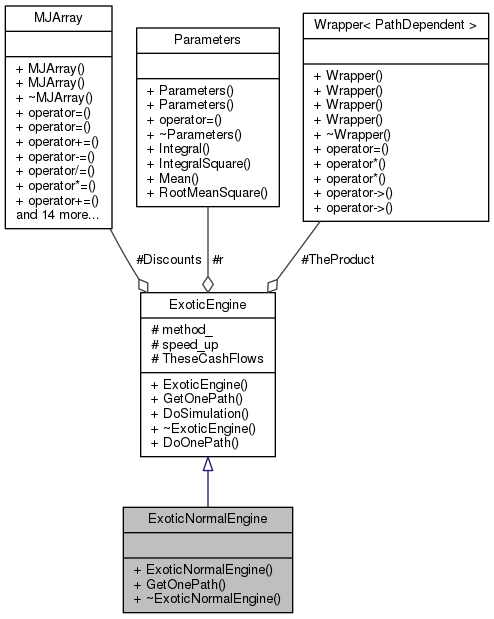 MJArray
+ MJArray()
+ MJArray()
+ ~MJArray()
+ operator=()
+ operator=()
+ operator+=()
+ operator-=()
+ operator/=()
+ operator*=()
+ operator+=()
and 14 more...
Parameters
+ Parameters()
+ Parameters()
+ operator=()
+ ~Parameters()
+ Integral()
+ IntegralSquare()
+ Mean()
+ RootMeanSquare()
Wrapper< PathDependent >
+ Wrapper()
+ Wrapper()
+ Wrapper()
+ Wrapper()
+ ~Wrapper()
+ operator=()
+ operator*()
+ operator*()
+ operator->()
+ operator->()
#Discounts
#r
#TheProduct
ExoticEngine
# method_
# speed_up
# TheseCashFlows
+ ExoticEngine()
+ GetOnePath()
+ DoSimulation()
+ ~ExoticEngine()
+ DoOnePath()
ExoticNormalEngine
+ ExoticNormalEngine()
+ GetOnePath()
+ ~ExoticNormalEngine()